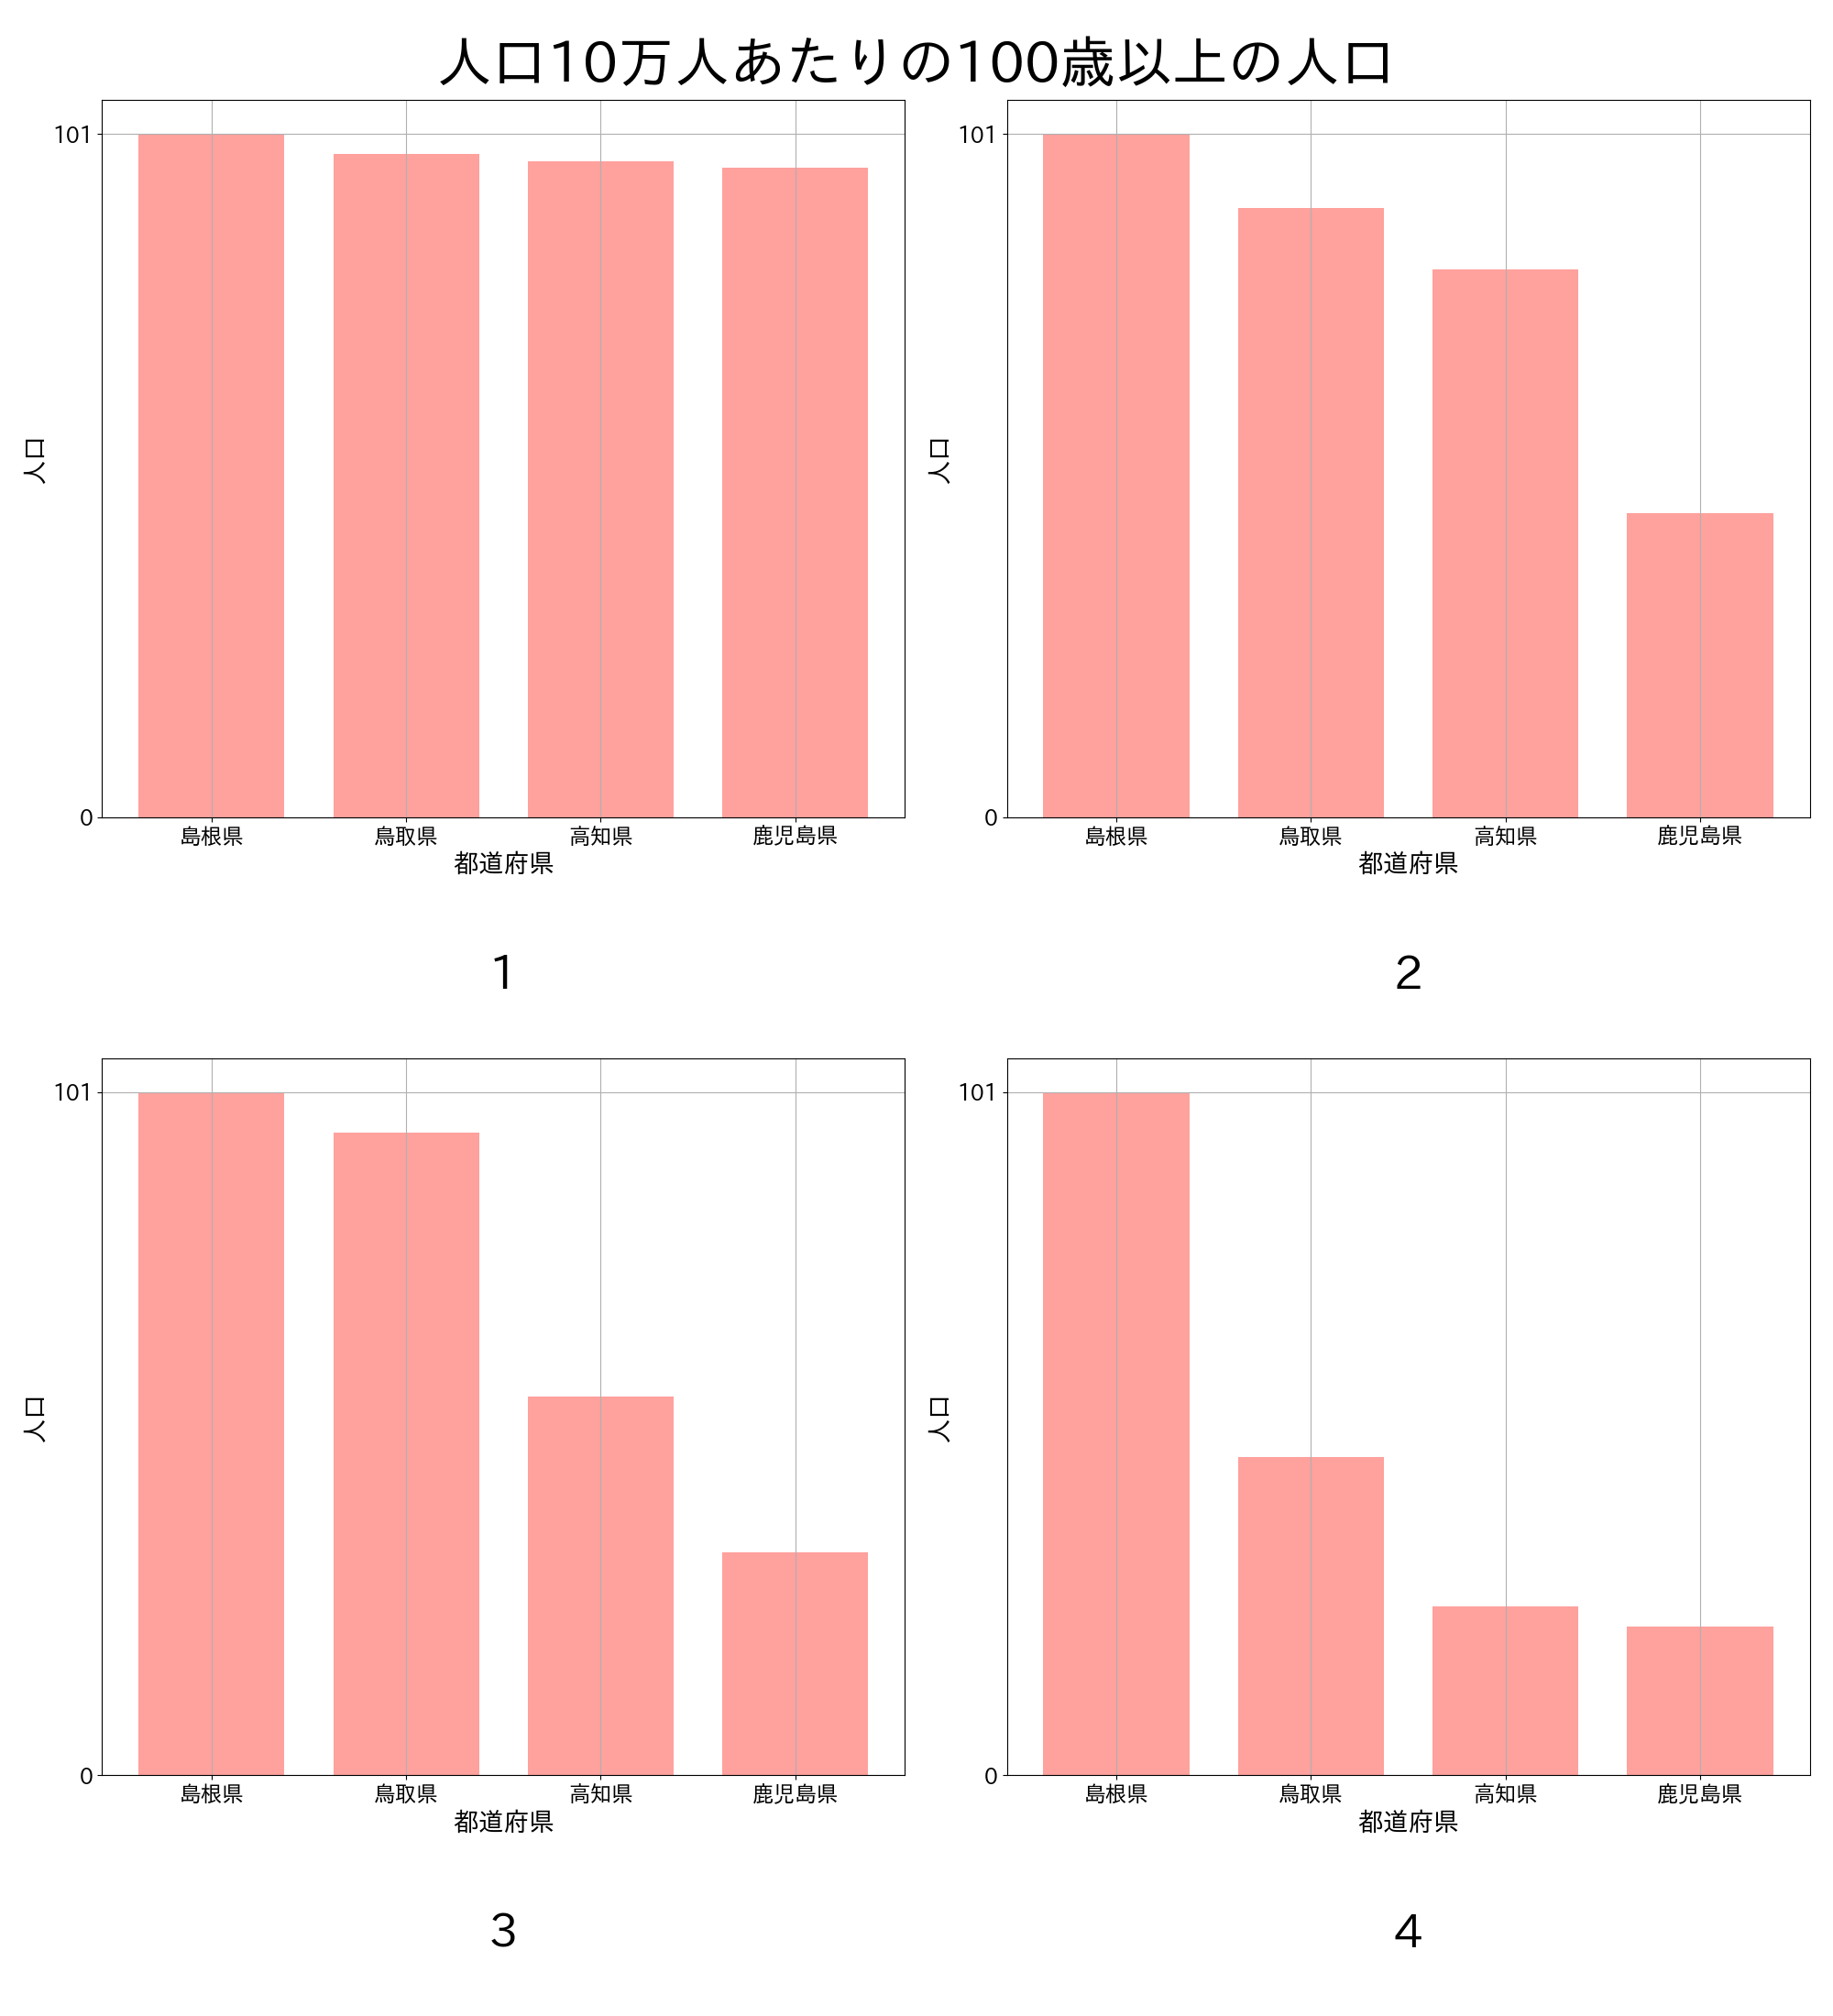 人口10万人あたりの100歳以上の人口
101
人口
0
島根県 鳥取県 高知県 鹿児島県
都道府県
1
101
人口
0
島根県 鳥取県 高知県 鹿児島県
都道府県
2
101
人口
0
島根県 鳥取県 高知県 鹿児島県
都道府県
3
101
人口
0
島根県 鳥取県 高知県 鹿児島県
都道府県
4